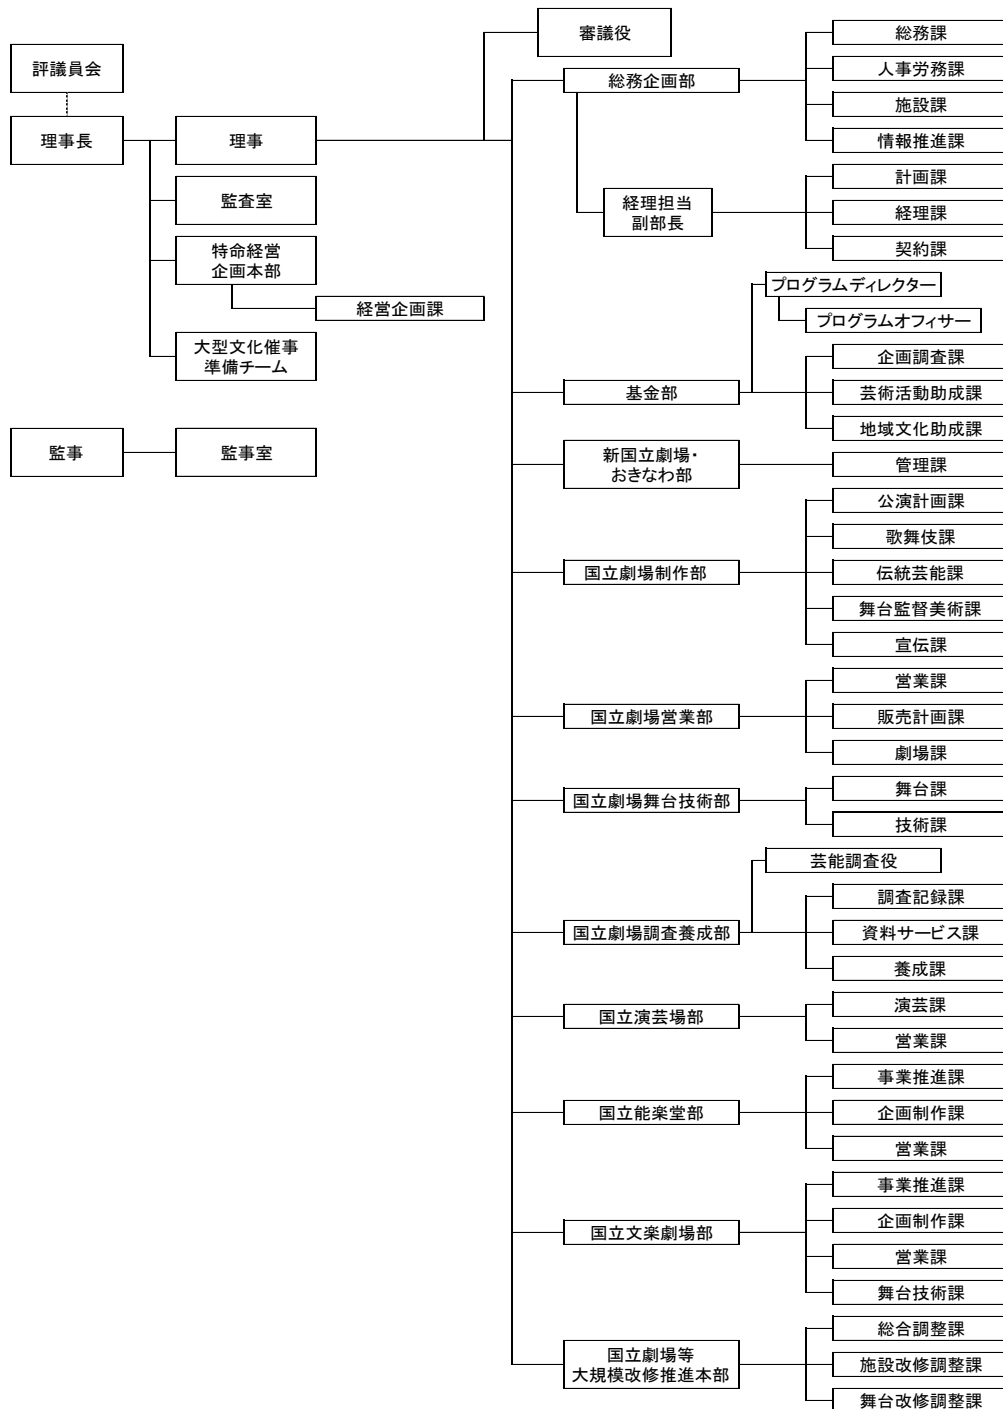 評議員会
理事長
理事
監査室
特命経営
企画本部
経営企画課
大型文化催事
準備チーム
監事
監事室
審議役
総務企画部
総務課
人事労務課
施設課
情報推進課
経理担当
副部長
計画課
経理課
契約課
基金部
プログラムディレクター
プログラムオフィサー
企画調査課
芸術活動助成課
地域文化助成課
新国立劇場・
おきなわ部
管理課
国立劇場制作部
公演計画課
歌舞伎課
伝統芸能課
舞台監督美術課
宣伝課
国立劇場営業部
営業課
販売計画課
劇場課
国立劇場舞台技術部
舞台課
技術課
国立劇場調査養成部
芸能調査役
調査記録課
資料サービス課
養成課
国立演芸場部
演芸課
営業課
国立能楽堂部
事業推進課
企画制作課
営業課
国立文楽劇場部
事業推進課
企画制作課
営業課
舞台技術課
国立劇場等
大規模改修推進本部
総合調整課
施設改修調整課
舞台改修調整課